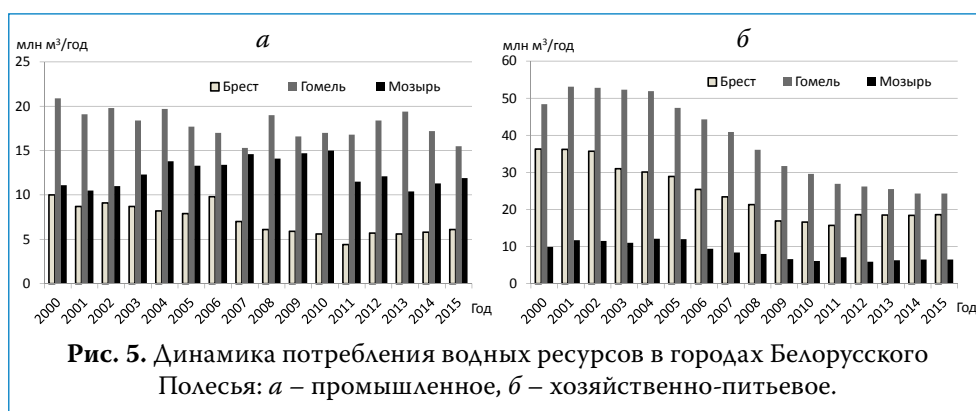 млн м³/год
а
25
20
15
10
5
0
Брест
Гомель
Мозырь
2000 2001 2002 2003 2004 2005 2006 2007 2008 2009 2010 2011 2012 2013 2014 2015 Год
млн м³/год
б
60
50
40
30
20
10
0
Брест
Гомель
Мозырь
2000 2001 2002 2003 2004 2005 2006 2007 2008 2009 2010 2011 2012 2013 2014 2015 Год
Рис. 5. Динамика потребления водных ресурсов в городах Белорусского
Полесья: а – промышленное, б – хозяйственно-питьевое.